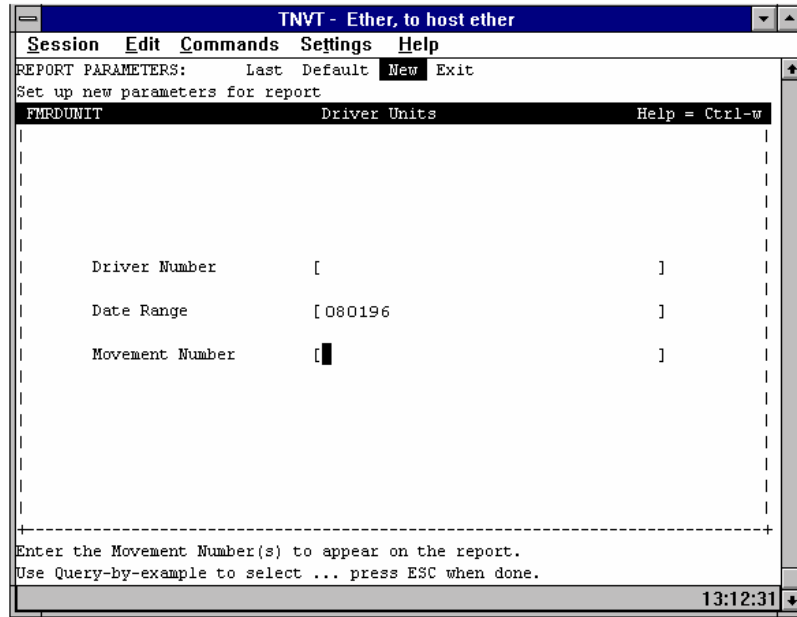 TNVT - Ether, to host ether
Session Edit Commands Settings Help
REPORT PARAMETERS: Last Default New Exit
Set up new parameters for report
FMRDUNIT Driver Units Help = Ctrl-w
Driver Number [ ]
Date Range [080196 ]
Movement Number [ ]
Enter the Movement Number(s) to appear on the report.
Use Query-by-example to select ... press ESC when done.
13:12:31